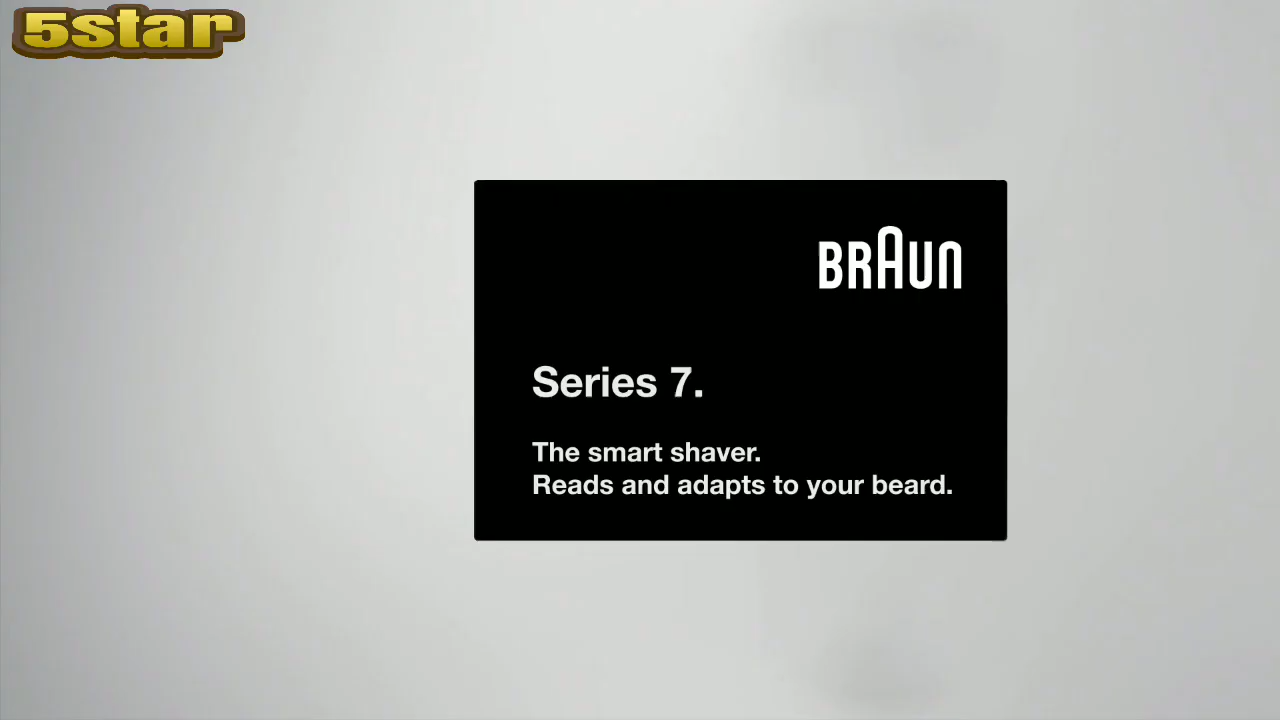 5star
BRAUN
Series 7.
The smart shaver.
Reads and adapts to your beard.